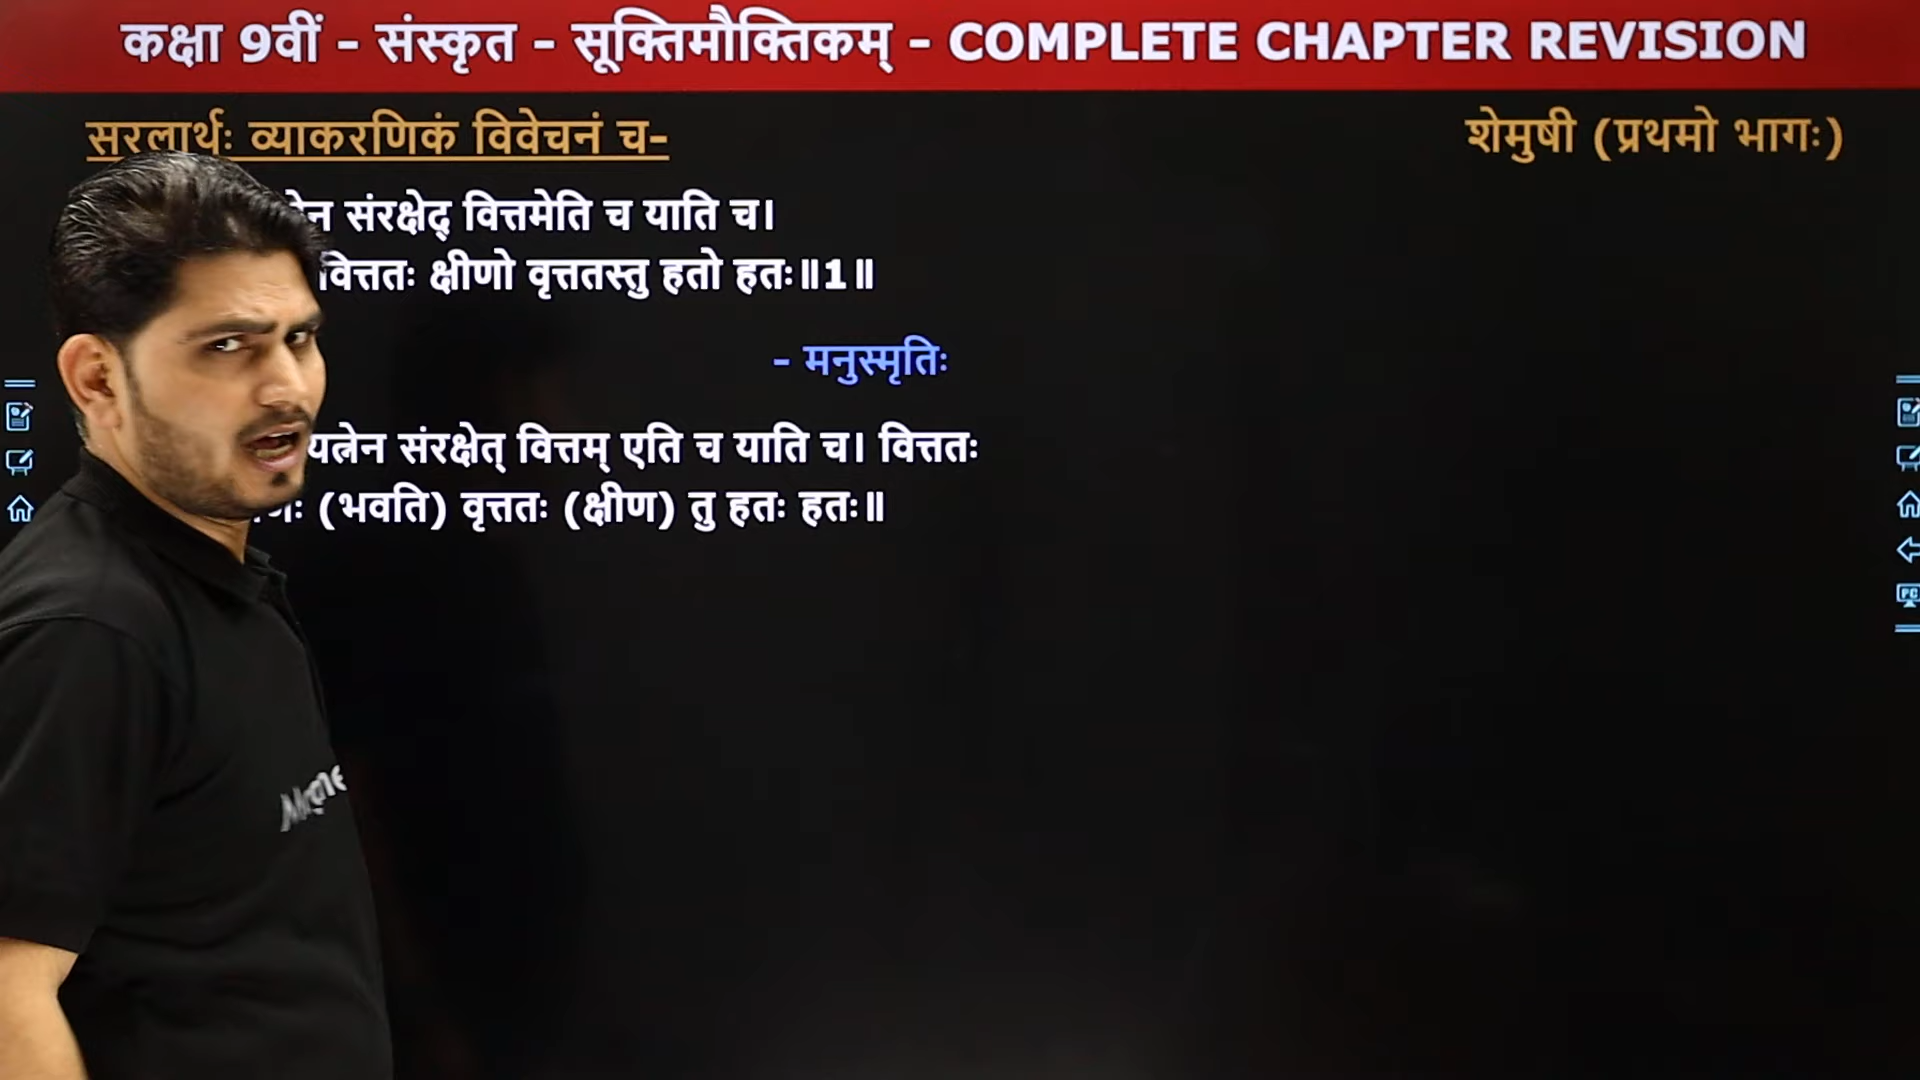 कक्षा 9वीं - संस्कृत - सूक्तिमौक्तिकम् - COMPLETE CHAPTER REVISION
सरलार्थः व्याकरणिकं विवेचनं च-
शेमुषी (प्रथमो भागः)
संरक्षेद् वित्तमेति च याति च।
वित्ततः क्षीणो वृत्ततस्तु हतो हतः॥1॥
- मनुस्मृतिः
यत्नेन संरक्षेत् वित्तम् एति च याति च। वित्ततः
(भवति) वृत्ततः (क्षीण) तु हतः हतः॥
PC